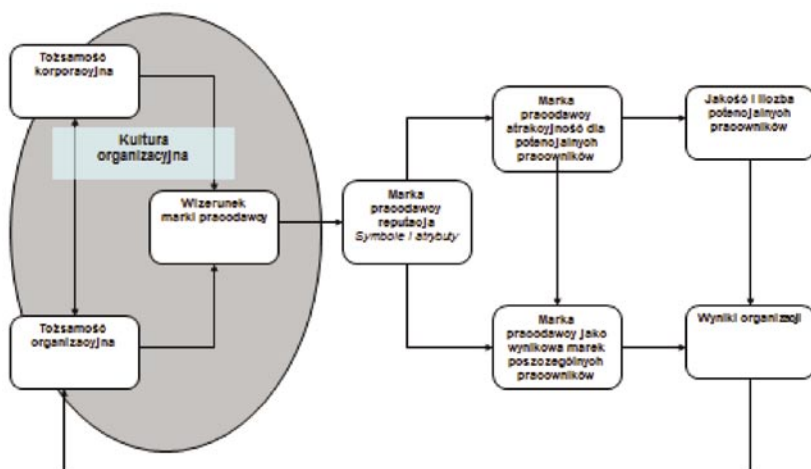 Tożsamość
korporacyjna
Kultura
organizacyjna
Wizerunek
marki pracodawcy
Tożsamość
organizacyjna
Marka
pracodawcy
reputacja
Symbole i atrybuty
Marka
pracodawcy
atrakcyjność dla
potencjalnych
pracowników
Jakość i liczba
potencjalnych
pracowników
Marka
pracodawcy jako
wynikowa marek
poszczególnych
pracowników
Wyniki organizacji